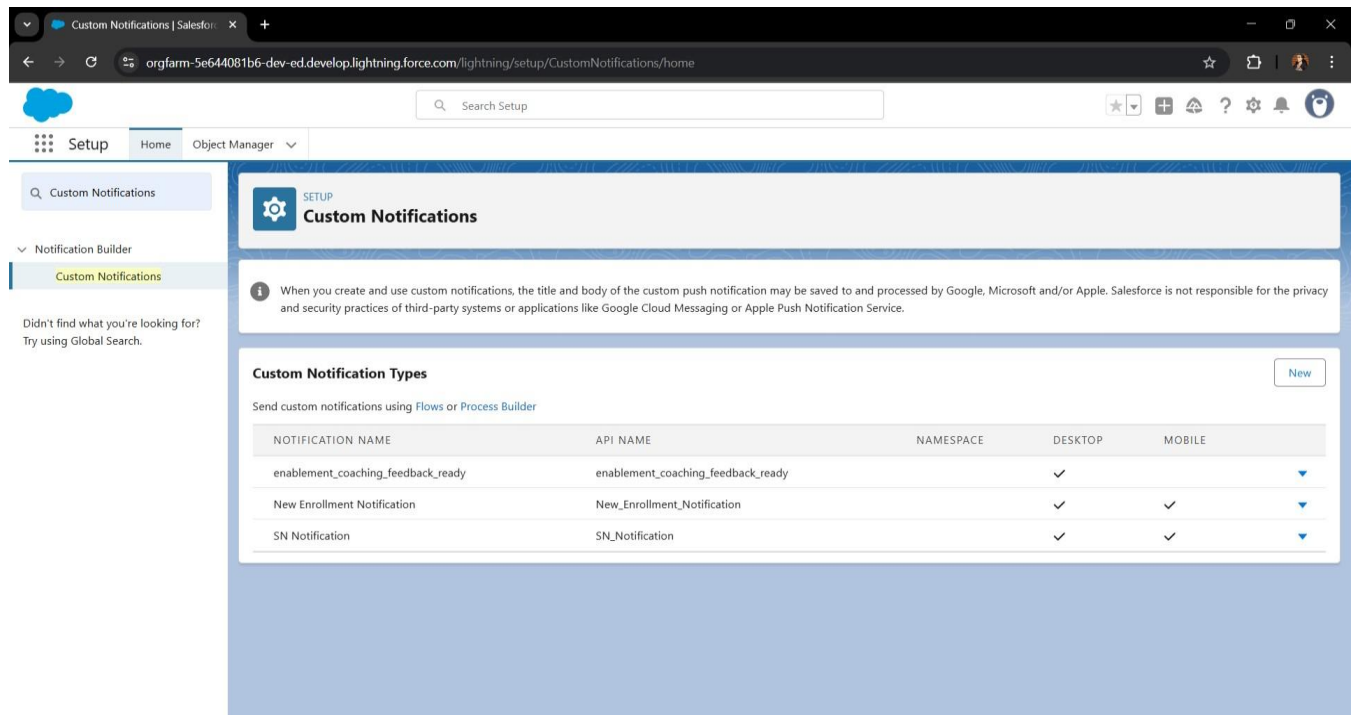 Custom Notifications | Salesforc
orgfarm-5e644081b6-dev-ed.develop.lightning.force.com/lightning/setup/CustomNotifications/home
Search Setup
Setup Home Object Manager
Custom Notifications
Notification Builder
Custom Notifications
Didn't find what you're looking for?
Try using Global Search.
SETUP
Custom Notifications
When you create and use custom notifications, the title and body of the custom push notification may be saved to and processed by Google, Microsoft and/or Apple. Salesforce is not responsible for the privacy
and security practices of third-party systems or applications like Google Cloud Messaging or Apple Push Notification Service.
Custom Notification Types New
Send custom notifications using Flows or Process Builder
NOTIFICATION NAME API NAME NAMESPACE DESKTOP MOBILE
enablement_coaching_feedback_ready enablement_coaching_feedback_ready
New Enrollment Notification New_Enrollment_Notification
SN Notification SN_Notification